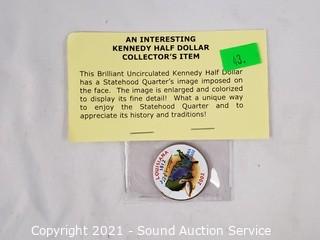 AN INTERESTING
KENNEDY HALF DOLLAR
COLLECTOR'S ITEM
This Brilliant Uncirculated Kennedy Half Dollar
has a Statehood Quarter's image imposed on
the face. The image is enlarged and colorized
to display its fine detail! What a unique way
to enjoy the Statehood Quarter and to
appreciate its history and traditions!
13.
LOUISIANA
1812
2002
Copyright 2021 - Sound Auction Service